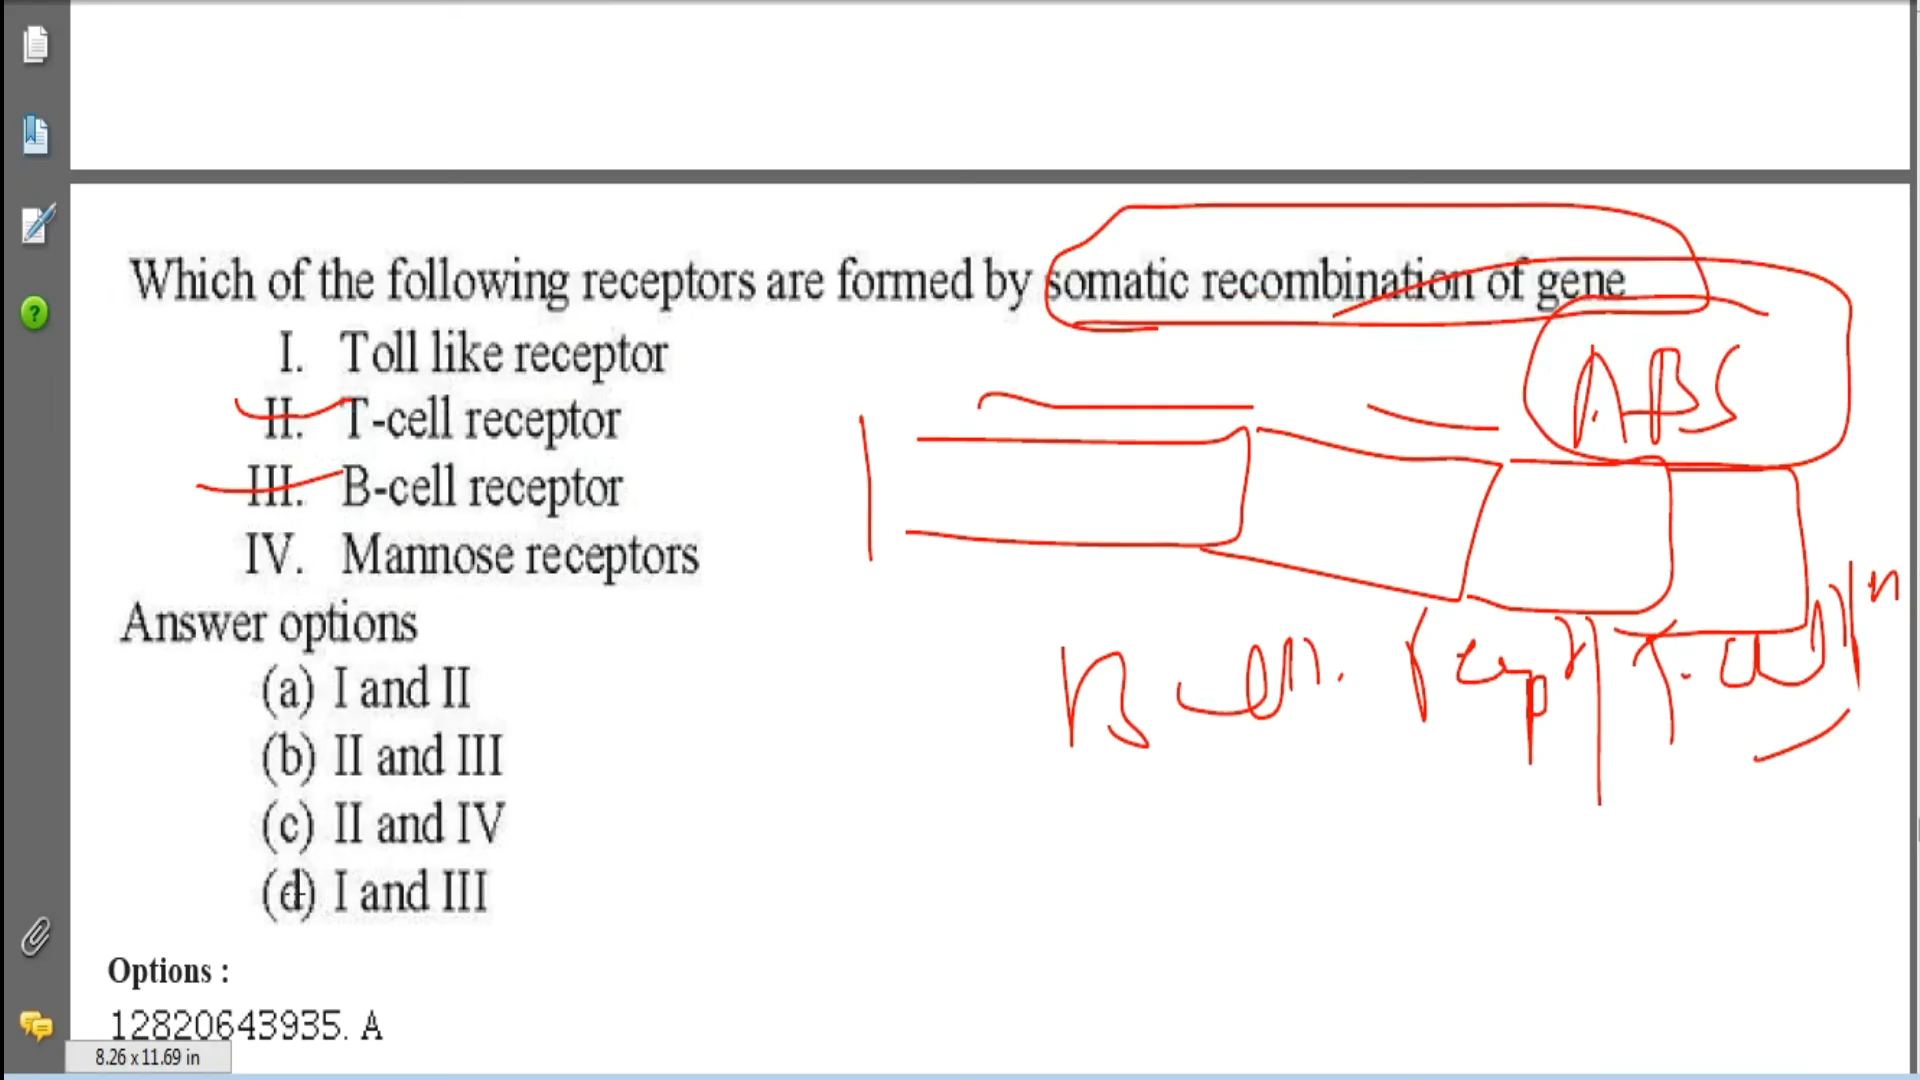 Which of the following receptors are formed by somatic recombination of gene
I. Toll like receptor
II. T-cell receptor
III. B-cell receptor
IV. Mannose receptors
ABS
Answer options
(a) I and II
(b) II and III
(c) II and IV
(d) I and III
Options :
12820643935. A
8.26 x 11.69 in